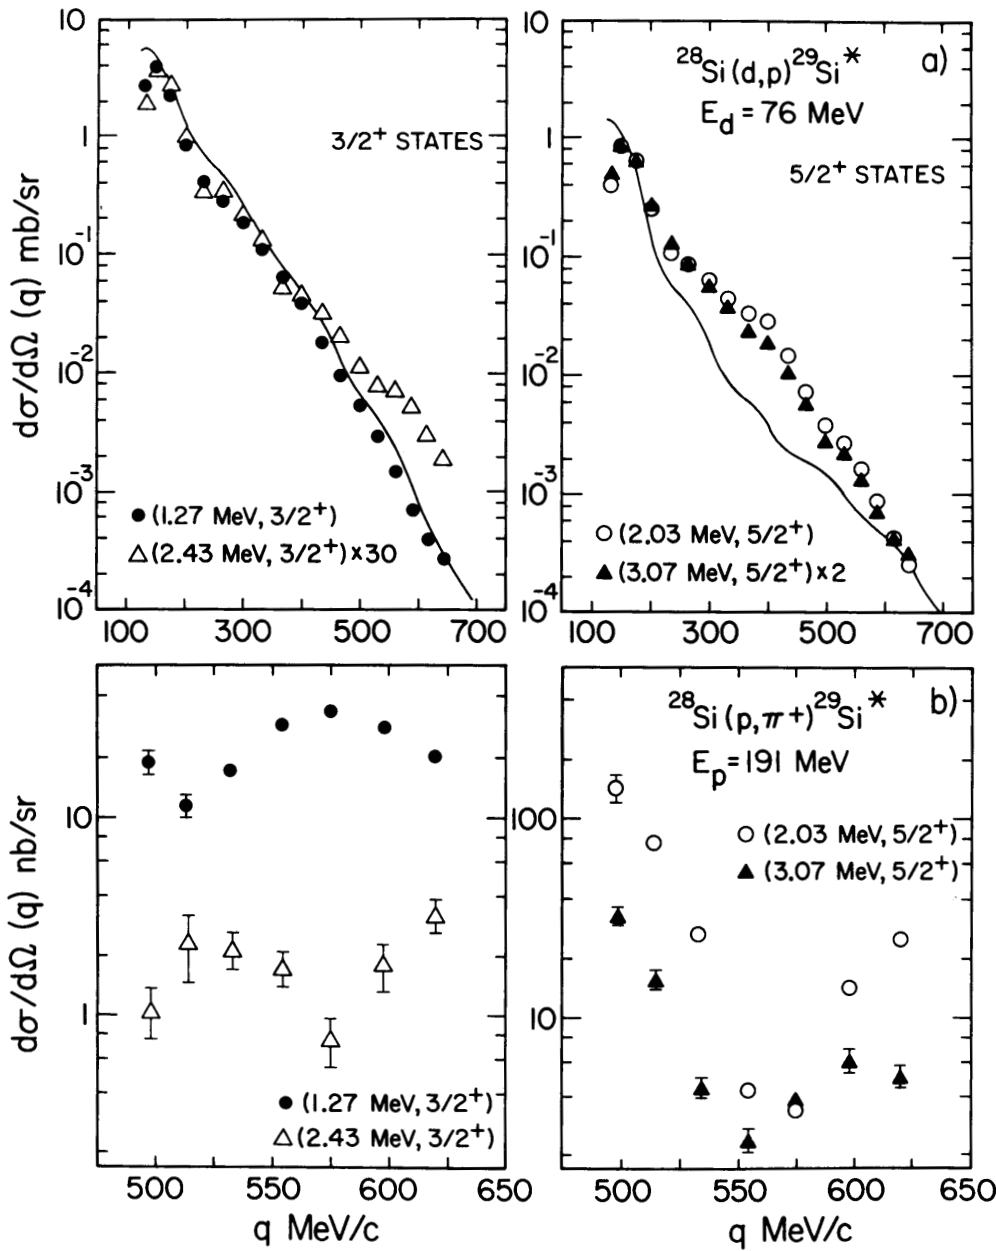 dσ/dΩ (q) mb/sr
10
1
10⁻¹
10⁻²
10⁻³
10⁻⁴
3/2⁺ STATES
● (1.27 MeV, 3/2⁺)
△ (2.43 MeV, 3/2⁺)×30
100 300 500 700
²⁸Si(d,p)²⁹Si* a)
E_d = 76 MeV
5/2⁺ STATES
10
1
10⁻¹
10⁻²
10⁻³
10⁻⁴
○ (2.03 MeV, 5/2⁺)
▲ (3.07 MeV, 5/2⁺)×2
100 300 500 700
dσ/dΩ (q) nb/sr
10
1
● (1.27 MeV, 3/2⁺)
△ (2.43 MeV, 3/2⁺)
500 550 600 650
q MeV/c
²⁸Si(p,π+)²⁹Si* b)
E_p = 191 MeV
100
10
○ (2.03 MeV, 5/2⁺)
▲ (3.07 MeV, 5/2⁺)
500 550 600 650
q MeV/c